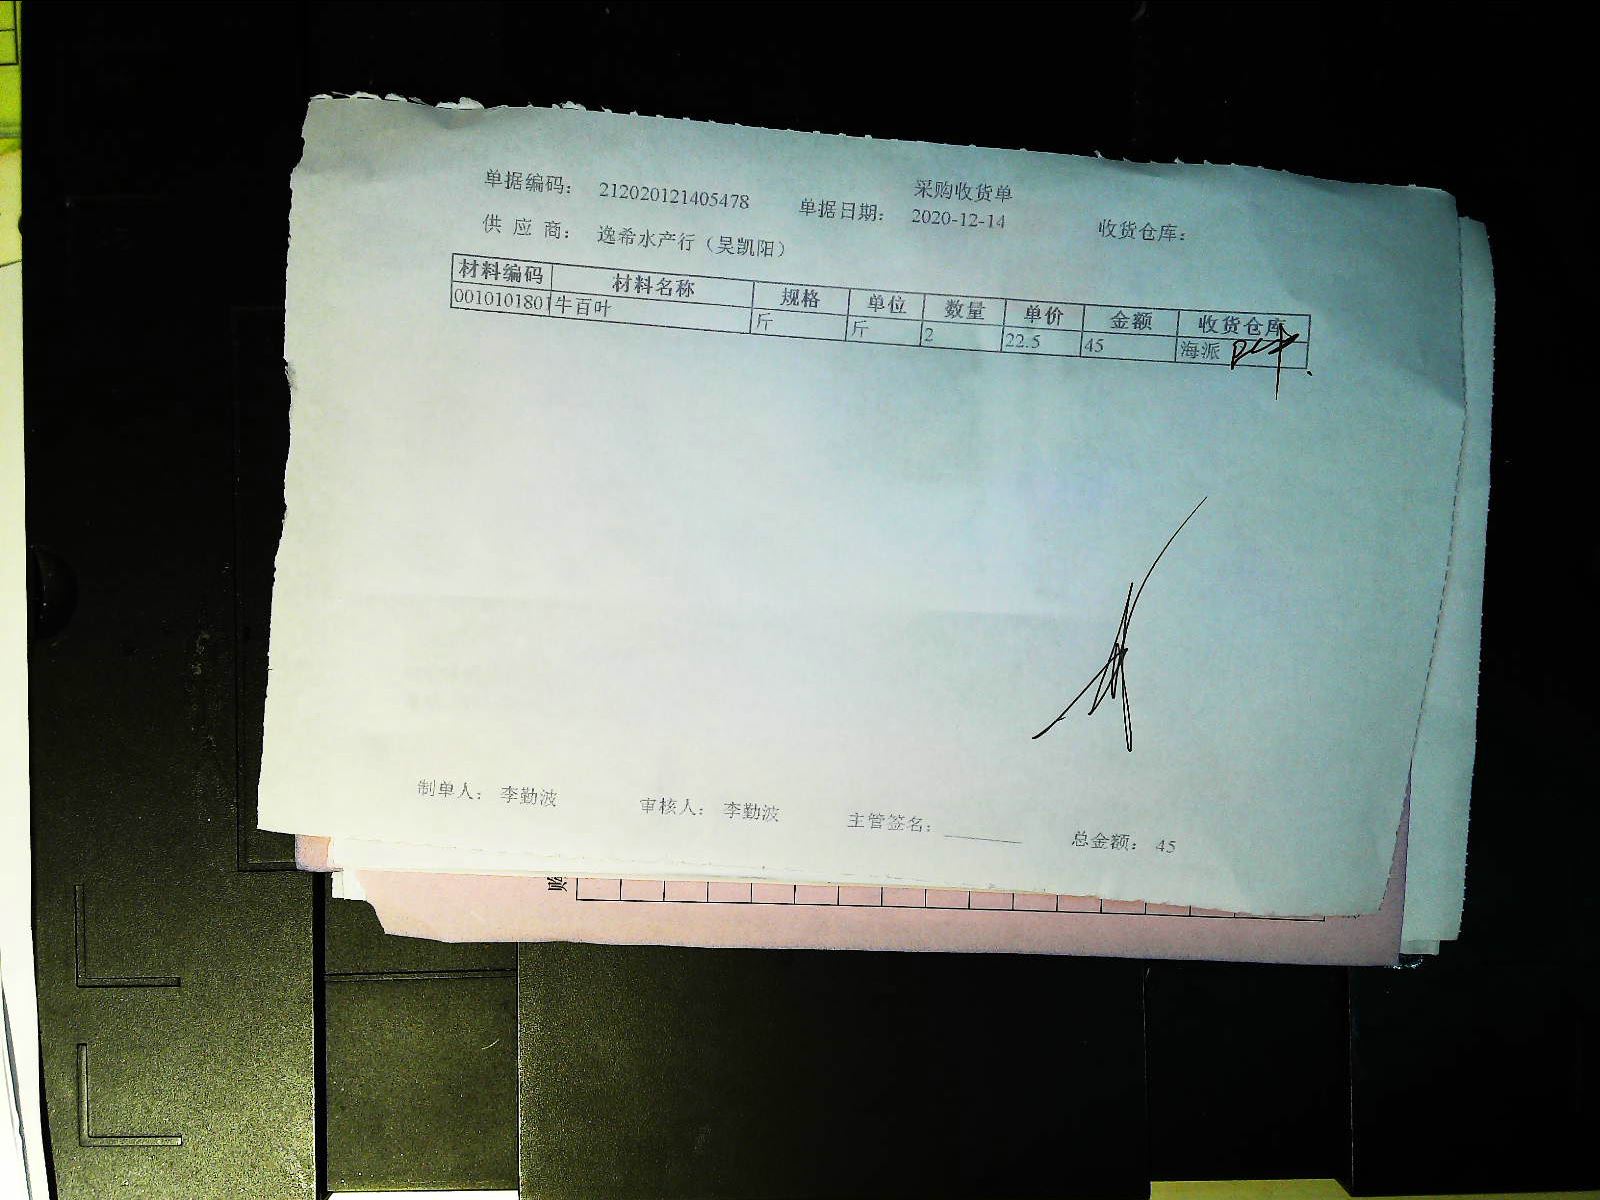 采购收货单
单据编码: 212020121405478 单据日期: 2020-12-14 收货仓库:
供 应 商: 逸希水产行（吴凯阳）
材料编码 材料名称 规格 单位 数量 单价 金额 收货仓库
0010101801 牛百叶 斤 斤 2 22.5 45 海派
制单人: 李勤波 审核人: 李勤波 主管签名: 总金额: 45